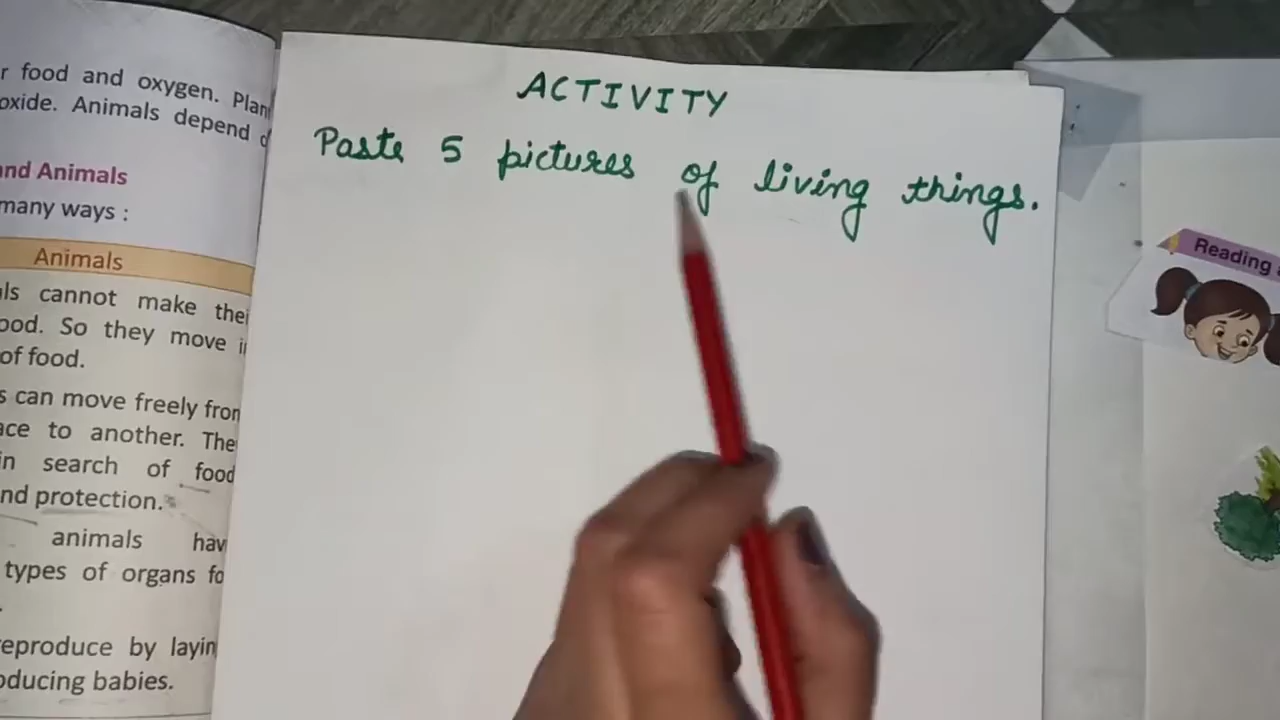 r food and oxygen. Plan
oxide. Animals depend
nd Animals
many ways :
Animals
ls cannot make the
ood. So they move i
of food.
s can move freely from
ace to another. The
in search of food
nd protection.
animals hav
types of organs fo
eproduce by layin
oducing babies.
ACTIVITY
Paste 5 pictures of living things.
Reading